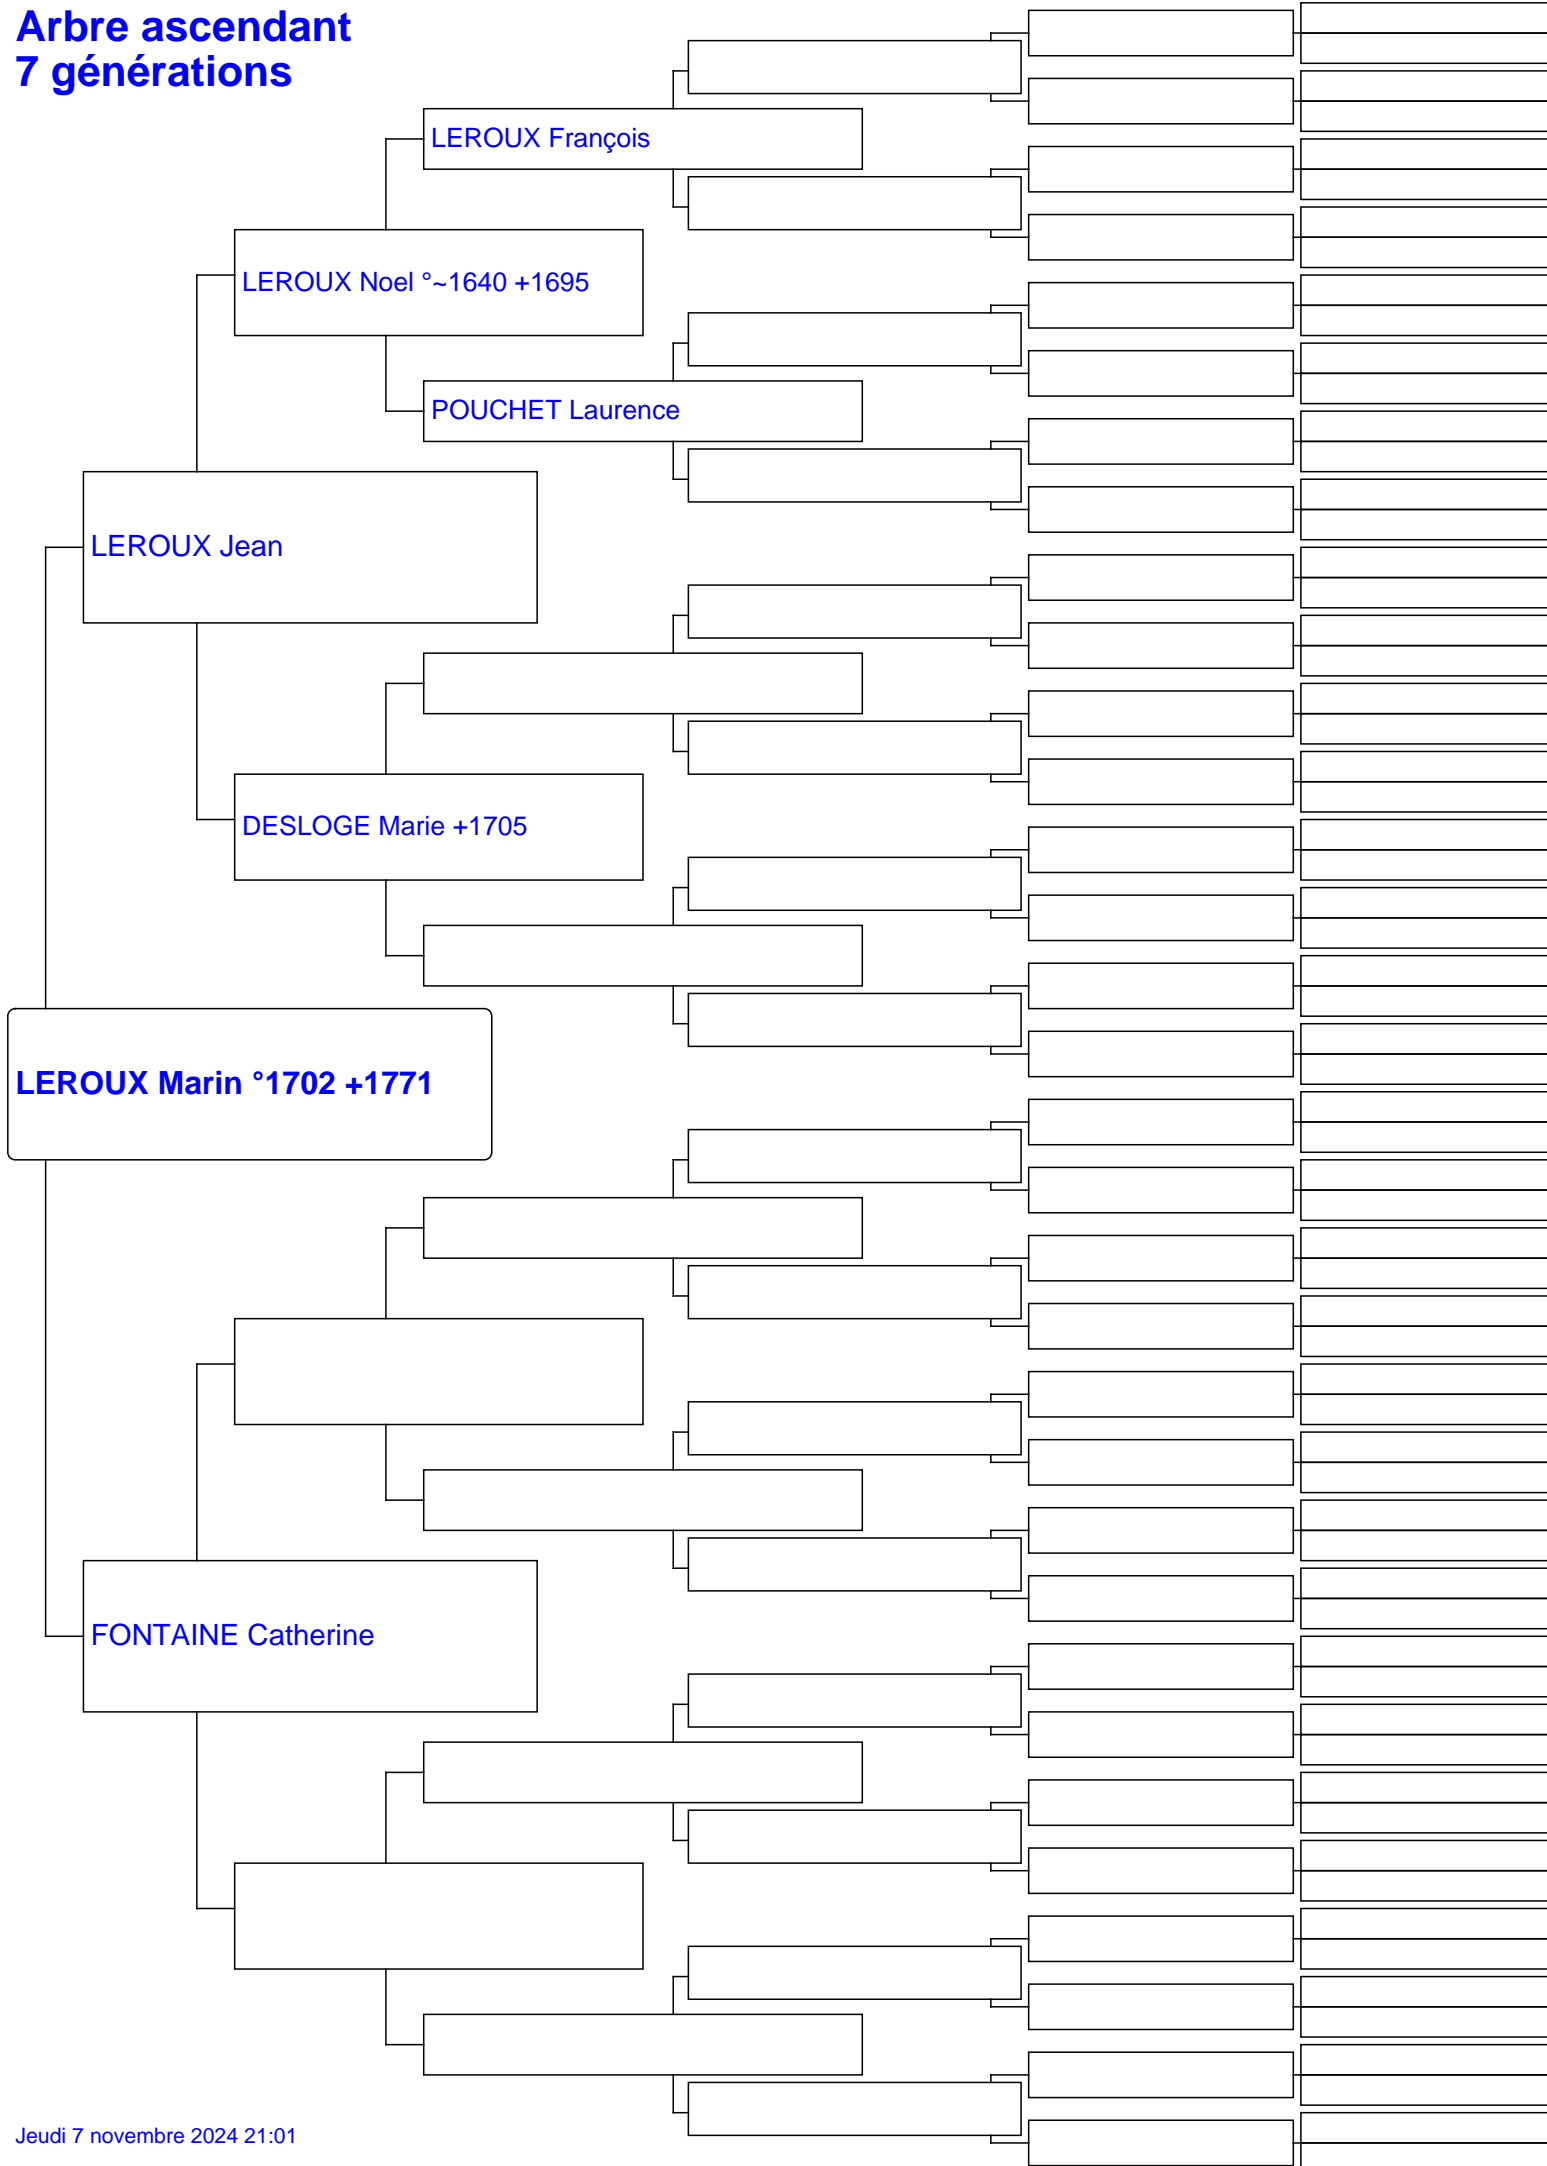 Arbre ascendant
7 générations
LEROUX François
LEROUX Noel °~1640 +1695
POUCHET Laurence
LEROUX Jean
DESLOGE Marie +1705
LEROUX Marin °1702 +1771
FONTAINE Catherine
Jeudi 7 novembre 2024 21:01